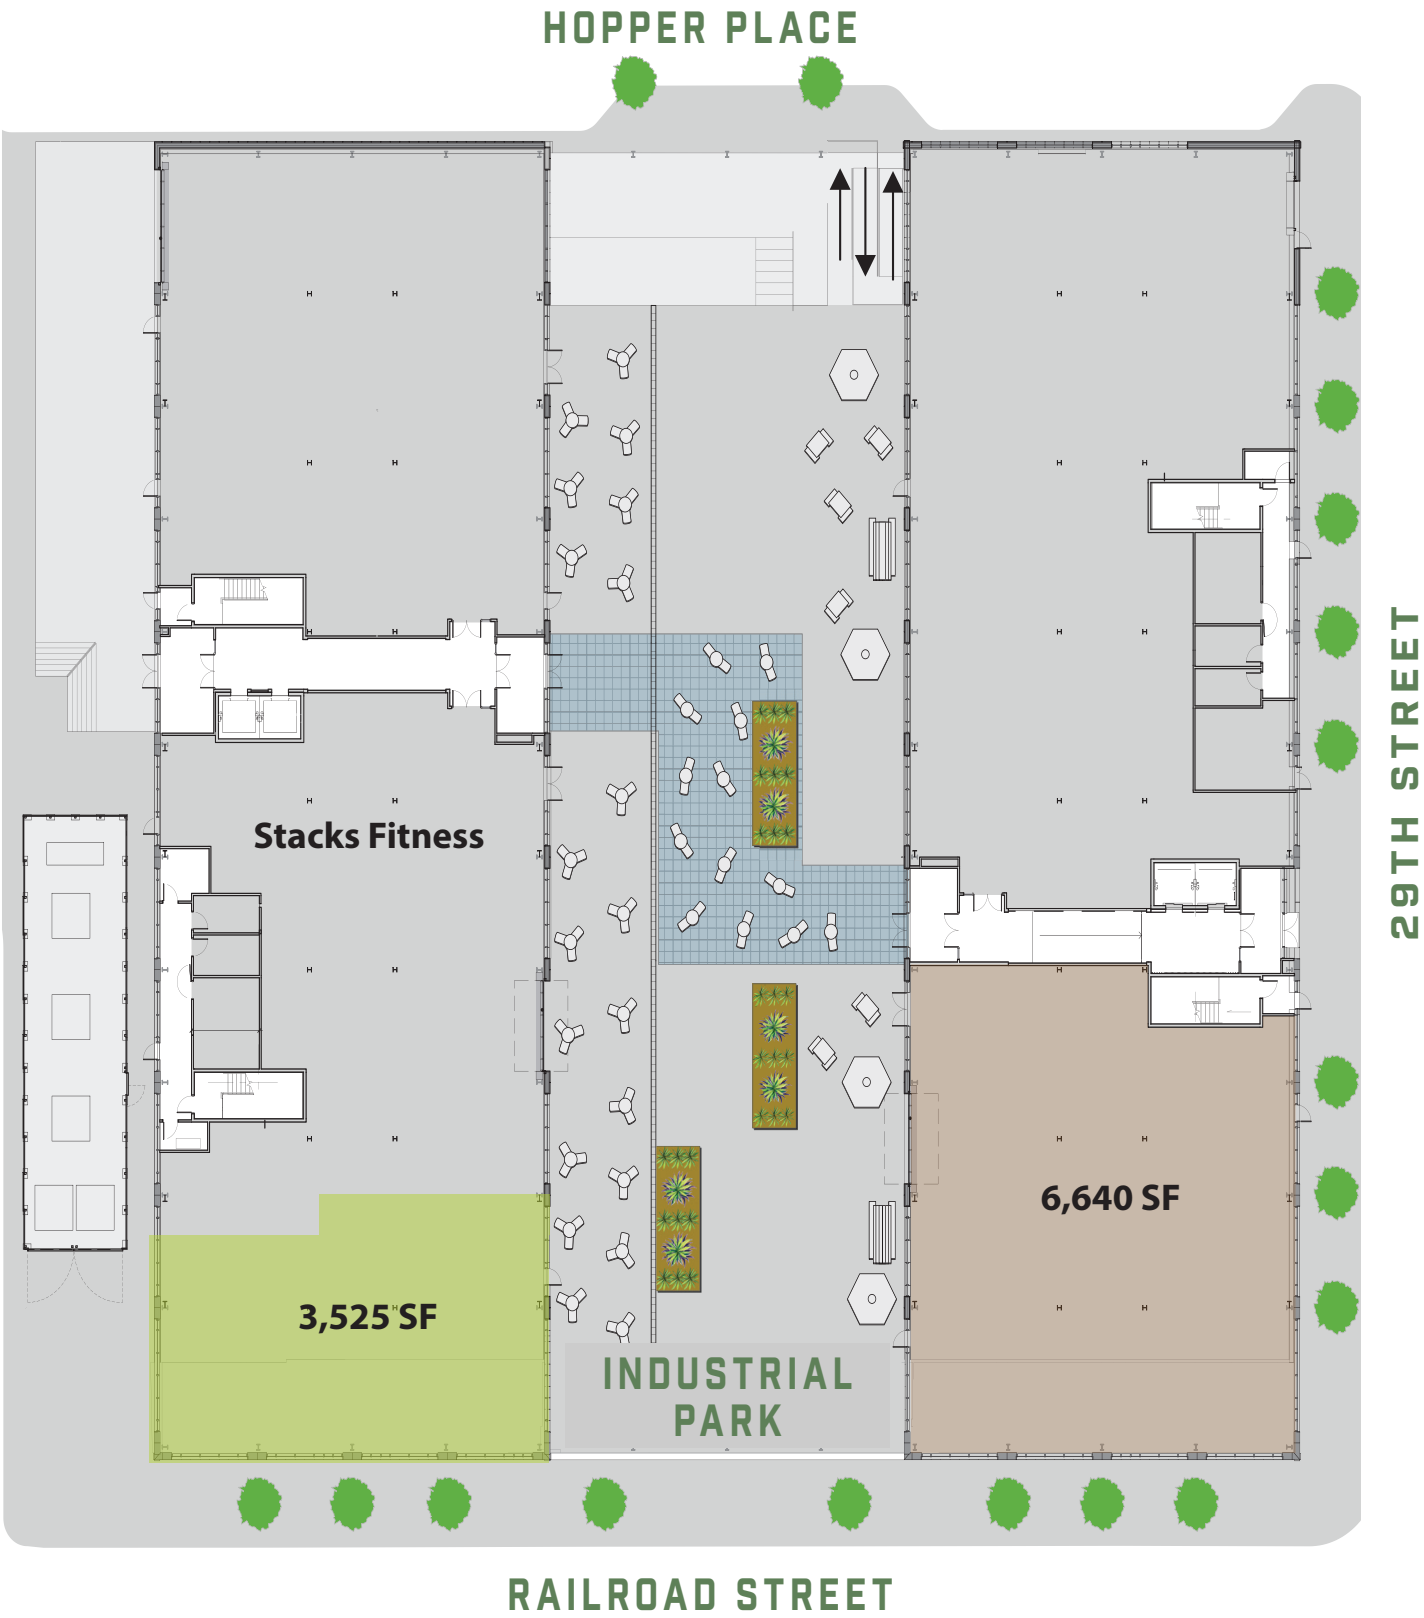 HOPPER PLACE
29TH STREET
Stacks Fitness
6,640 SF
3,525 SF
INDUSTRIAL
PARK
RAILROAD STREET